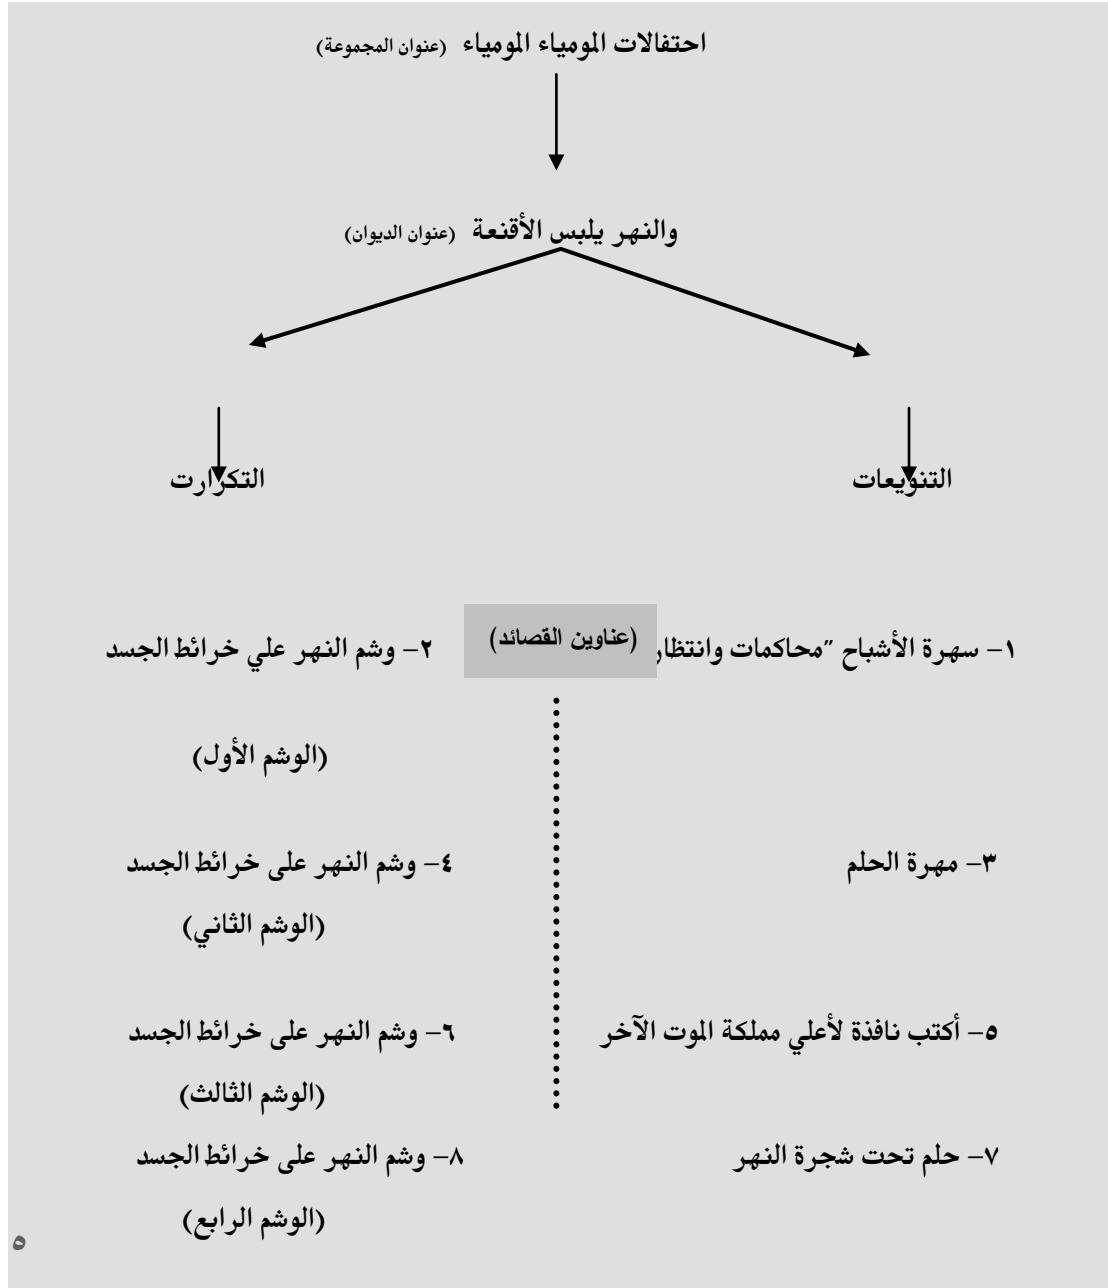 احتفالات المومياء المومياء (عنوان المجموعة)
والنهر يلبس الأقنعة (عنوان الديوان)
التنويعات التكرارت
١– سهرة الأشباح "محاكمات وانتظار (عناوين القصائد) ٢– وشم النهر علي خرائط الجسد
(الوشم الأول)
٣– مهرة الحلم ٤– وشم النهر على خرائط الجسد
(الوشم الثاني)
٥– أكتب نافذة لأعلي مملكة الموت الآخر ٦– وشم النهر على خرائط الجسد
(الوشم الثالث)
٧– حلم تحت شجرة النهر ٨– وشم النهر على خرائط الجسد
(الوشم الرابع)
٥